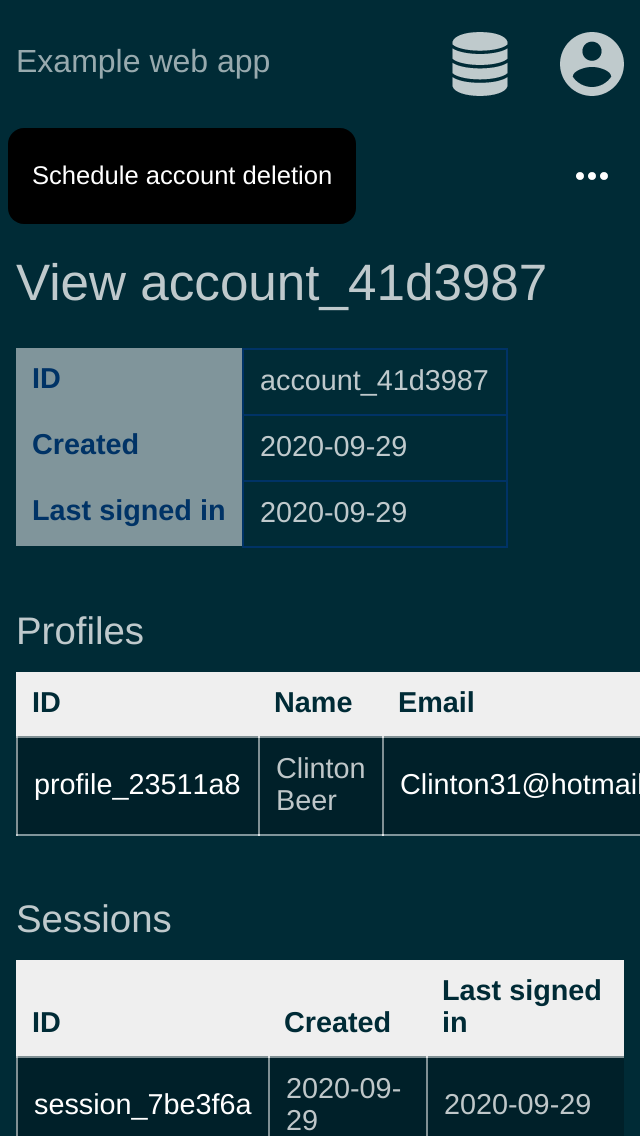 Example web app
Schedule account deletion
View account_41d3987
ID account_41d3987
Created 2020-09-29
Last signed in 2020-09-29
Profiles
ID Name Email
profile_23511a8 Clinton Beer Clinton31@hotmail
Sessions
ID Created Last signed in
session_7be3f6a 2020-09-29 2020-09-29